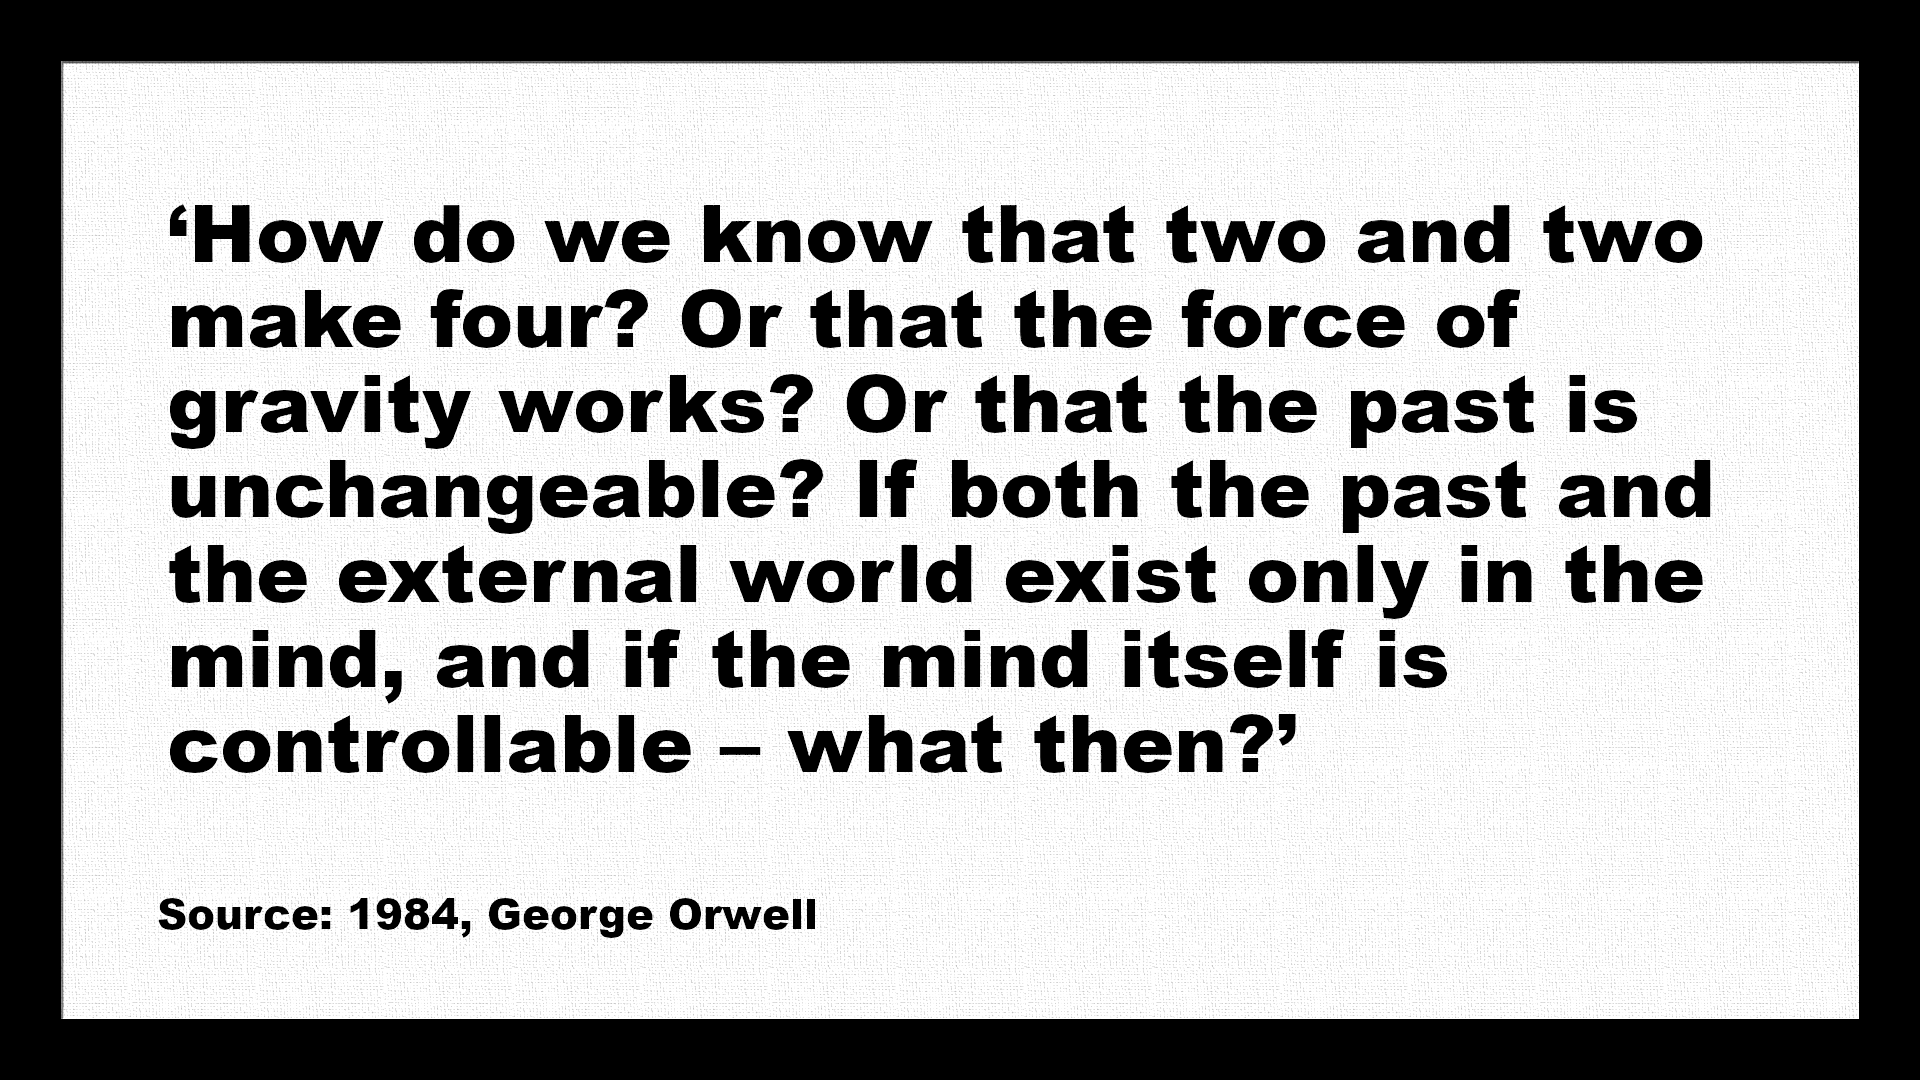 ‘How do we know that two and two
make four? Or that the force of
gravity works? Or that the past is
unchangeable? If both the past and
the external world exist only in the
mind, and if the mind itself is
controllable – what then?’
Source: 1984, George Orwell